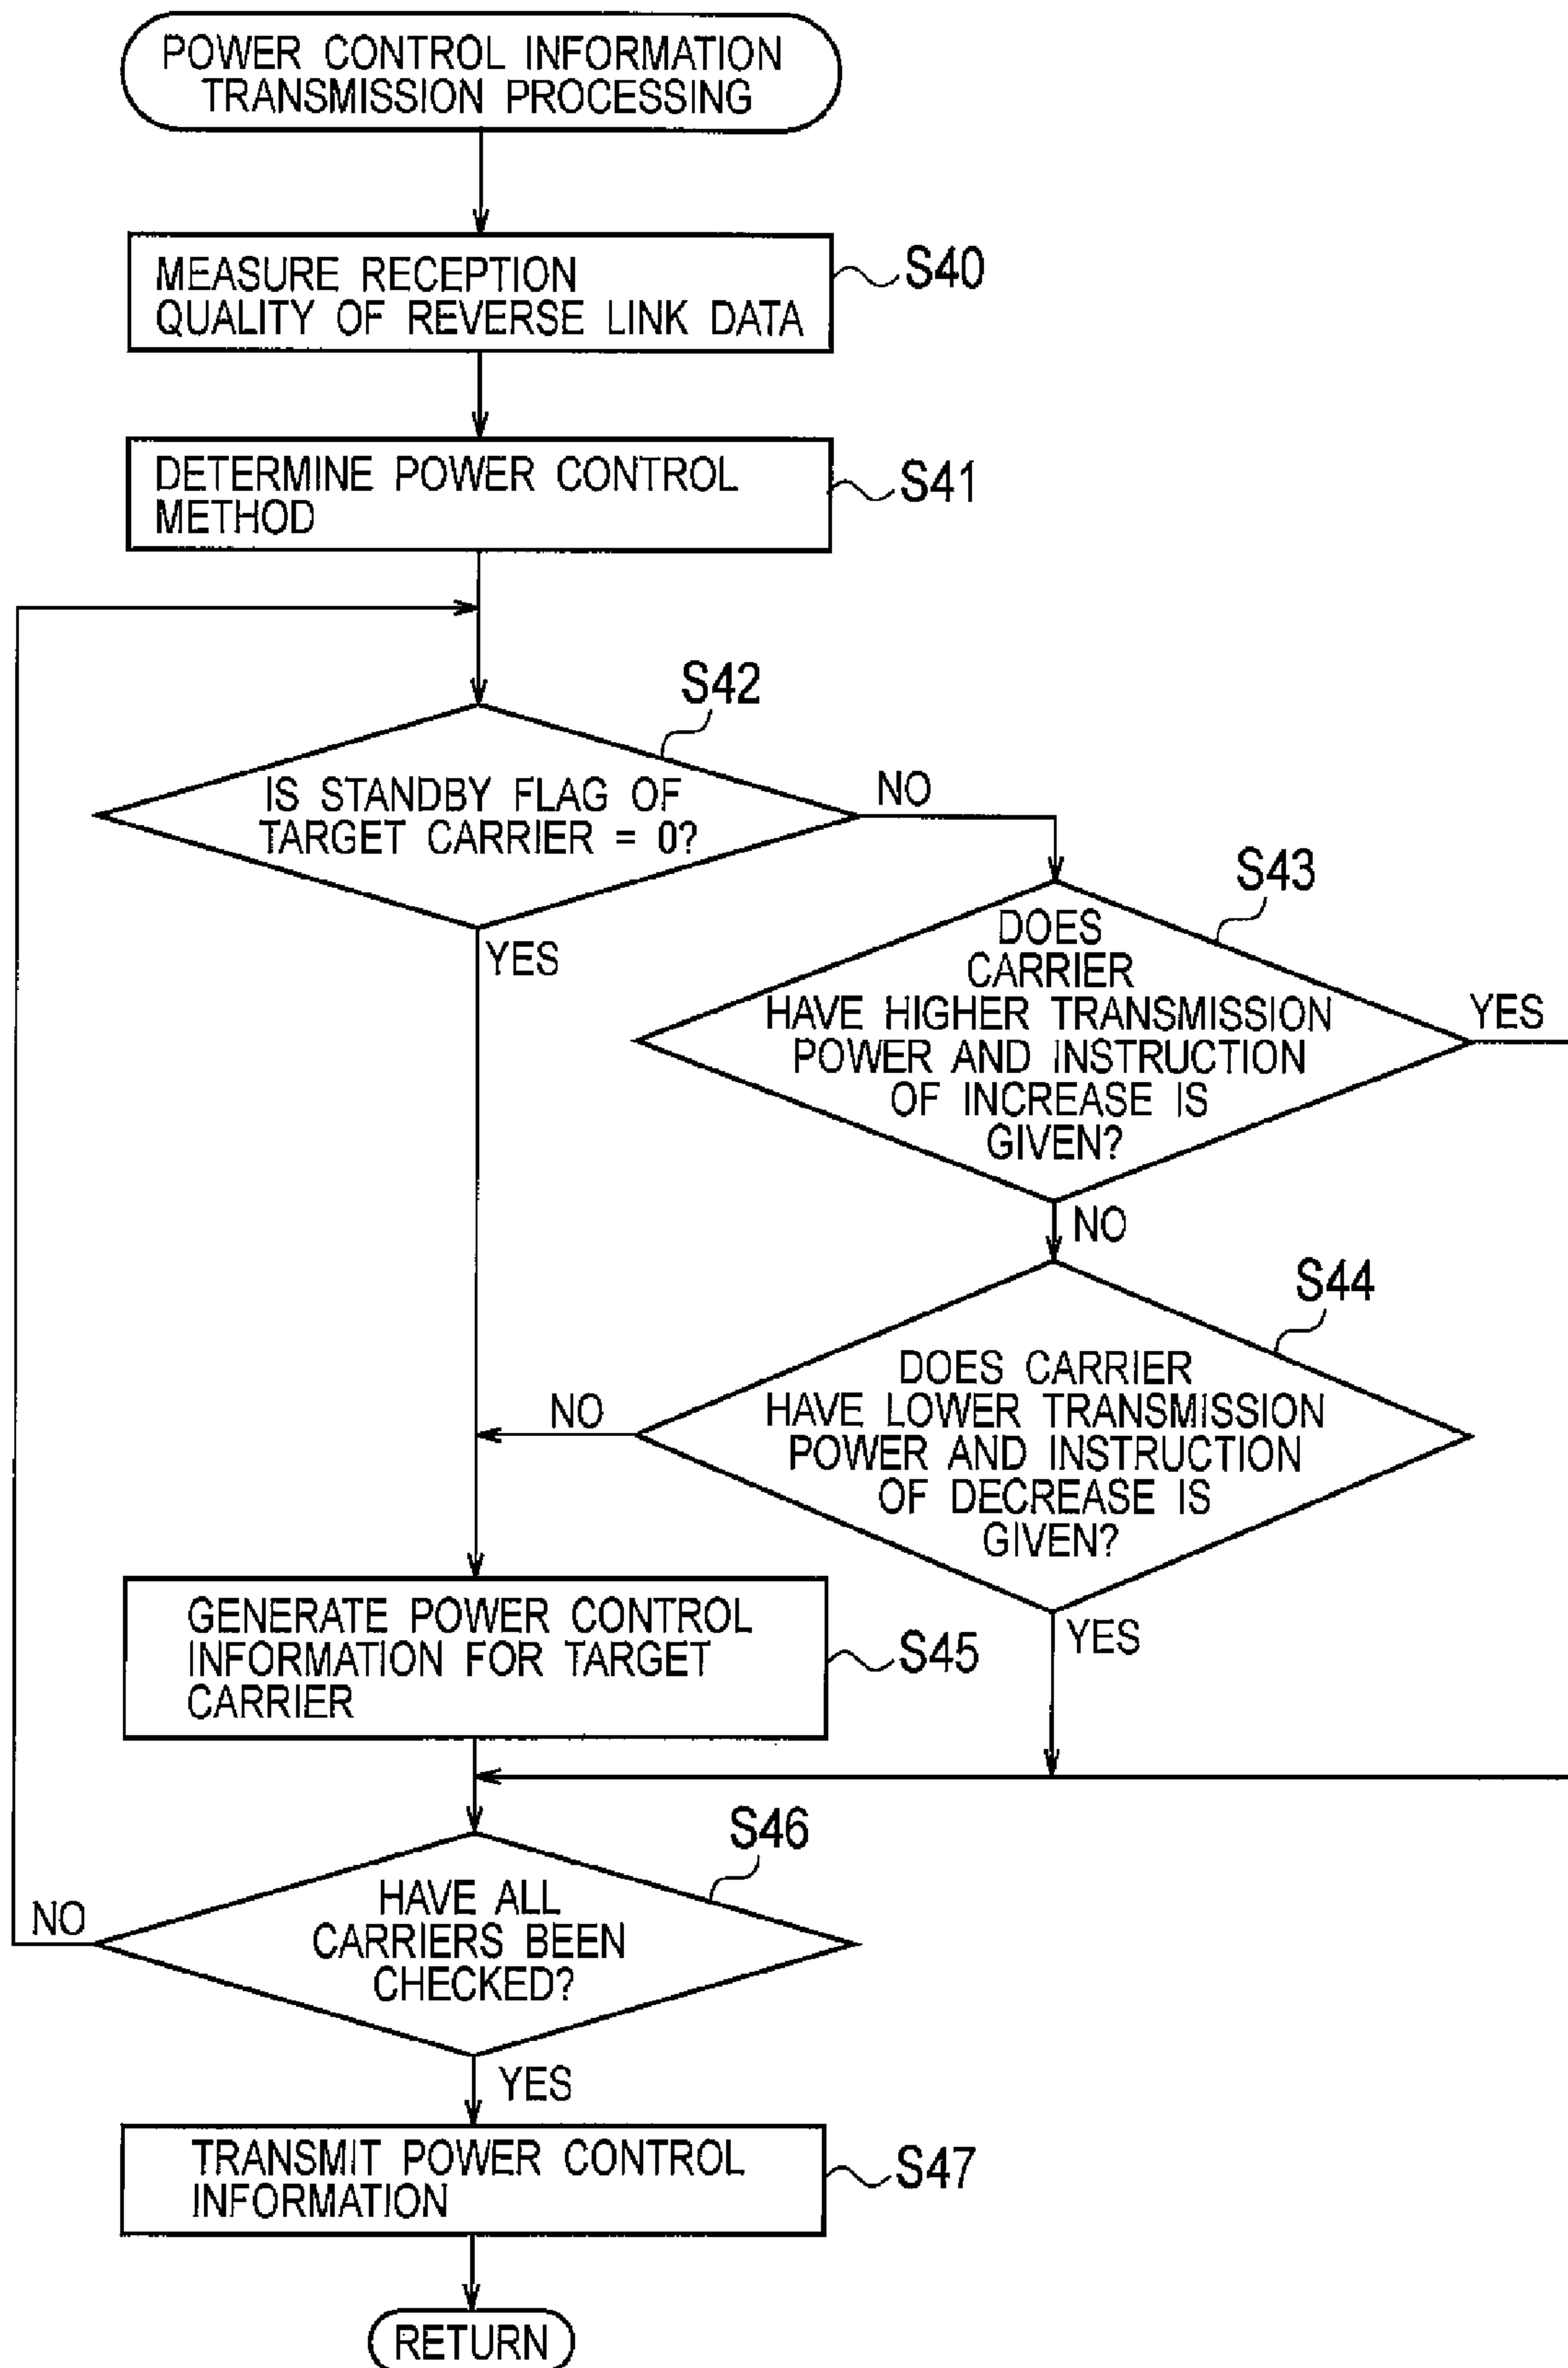 POWER CONTROL INFORMATION
TRANSMISSION PROCESSING
MEASURE RECEPTION
QUALITY OF REVERSE LINK DATA
S40
DETERMINE POWER CONTROL
METHOD
S41
S42
IS STANDBY FLAG OF
TARGET CARRIER = 0?
NO
YES
S43
DOES
CARRIER
HAVE HIGHER TRANSMISSION
POWER AND INSTRUCTION
OF INCREASE IS
GIVEN?
YES
NO
S44
DOES CARRIER
HAVE LOWER TRANSMISSION
POWER AND INSTRUCTION
OF DECREASE IS
GIVEN?
NO
YES
GENERATE POWER CONTROL
INFORMATION FOR TARGET
CARRIER
S45
S46
HAVE ALL
CARRIERS BEEN
CHECKED?
NO
YES
TRANSMIT POWER CONTROL
INFORMATION
S47
RETURN